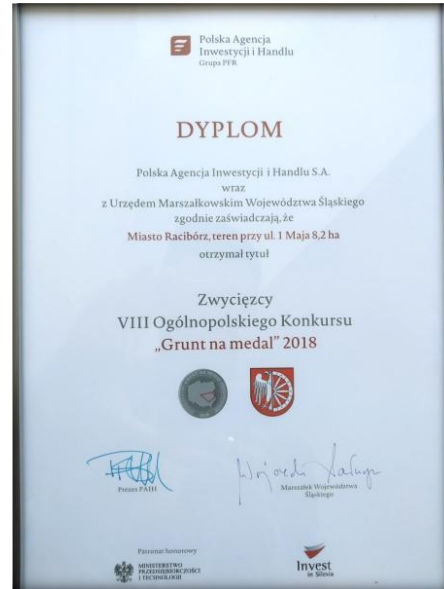 Polska Agencja
Inwestycji i Handlu
Grupa PFR
DYPLOM
Polska Agencja Inwestycji i Handlu S.A.
wraz
z Urzędem Marszałkowskim Województwa Śląskiego
zgodnie zaświadczają, że
Miasto Racibórz, teren przy ul. 1 Maja 8,2 ha
otrzymał tytuł
Zwycięzcy
VIII Ogólnopolskiego Konkursu
„Grunt na medal” 2018
Prezes PAIH
Marszałek Województwa
Śląskiego
Patronat honorowy
MINISTERSTWO
PRZEDSIĘBIORCZOŚCI
I TECHNOLOGII
Invest
in Silesia